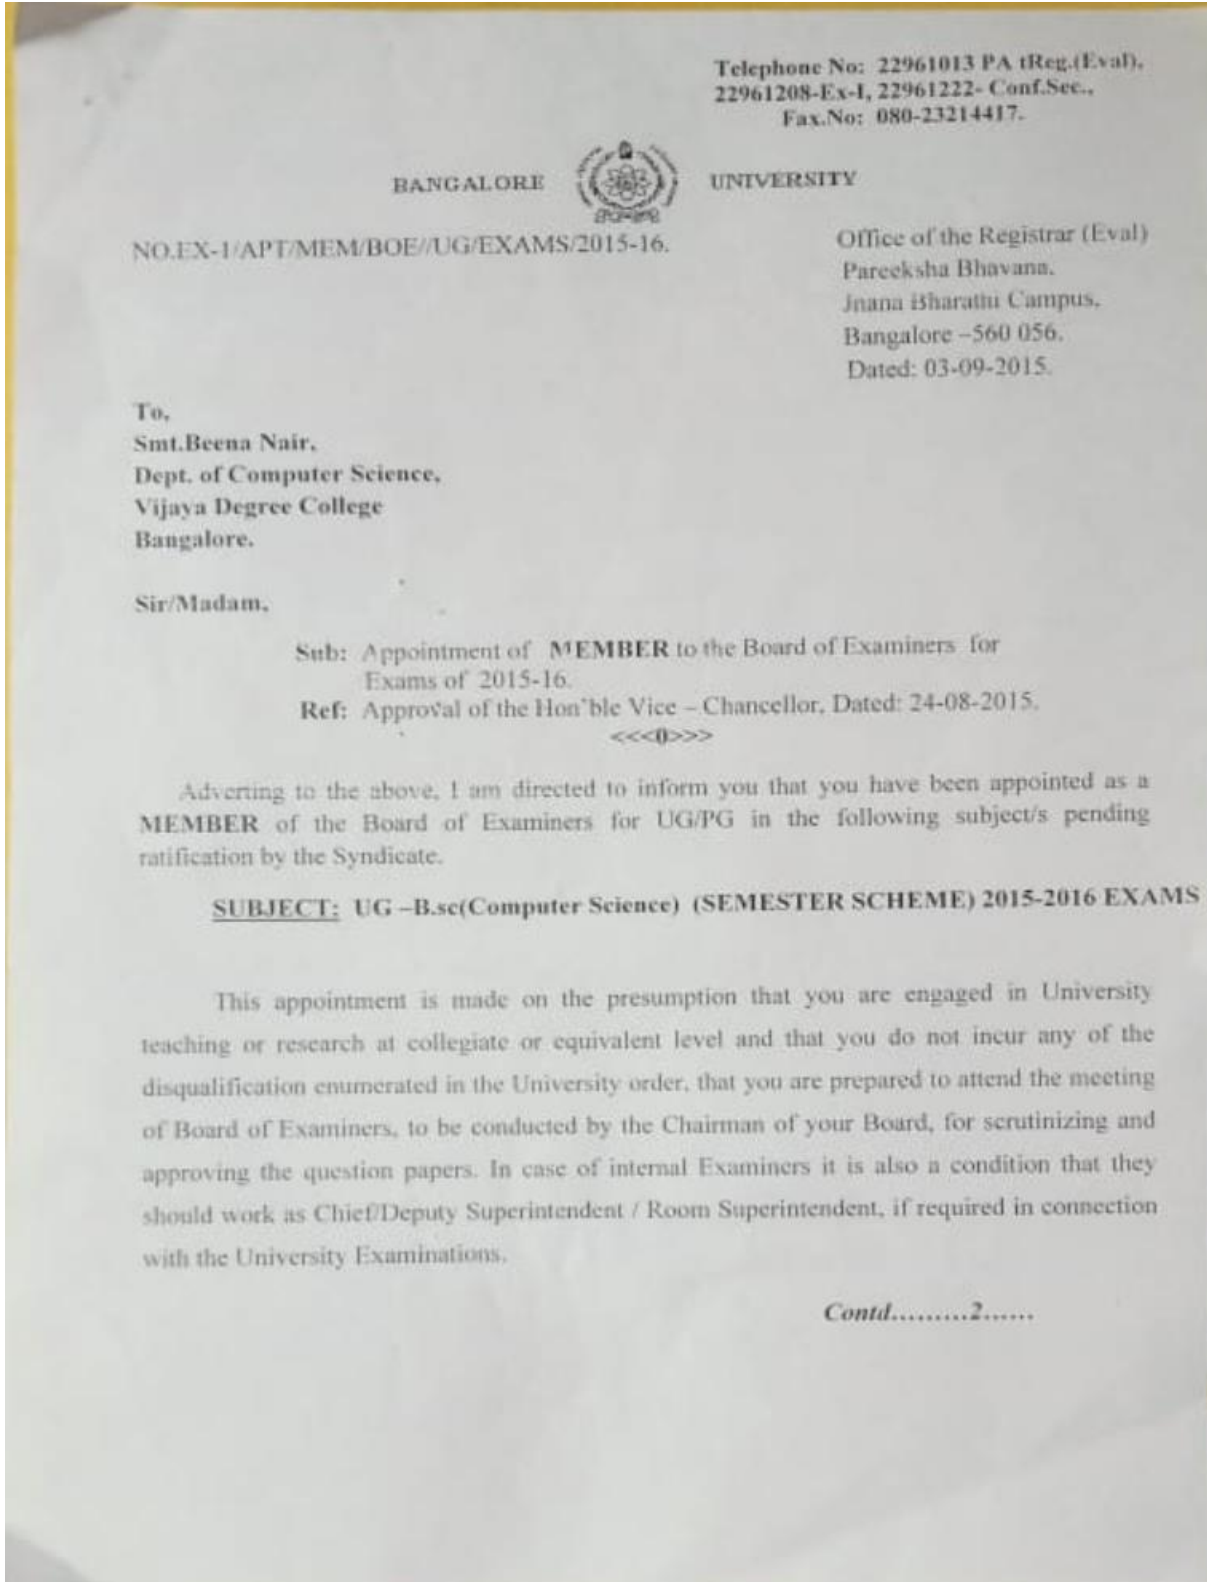 Telephone No: 22961013 PA tReg.(Eval),
22961208-Ex-I, 22961222- Conf.Sec.,
Fax.No: 080-23214417.
BANGALORE UNIVERSITY
NO.EX-1/APT/MEM/BOE//UG/EXAMS/2015-16.
Office of the Registrar (Eval)
Pareeksha Bhavana,
Jnana Bharathi Campus,
Bangalore –560 056.
Dated: 03-09-2015.
To,
Smt.Beena Nair,
Dept. of Computer Science,
Vijaya Degree College
Bangalore.
Sir/Madam,
Sub: Appointment of MEMBER to the Board of Examiners for
Exams of 2015-16.
Ref: Approval of the Hon'ble Vice – Chancellor, Dated: 24-08-2015.
<<<0>>>
Adverting to the above, I am directed to inform you that you have been appointed as a
MEMBER of the Board of Examiners for UG/PG in the following subject/s pending
ratification by the Syndicate.
SUBJECT: UG –B.sc(Computer Science) (SEMESTER SCHEME) 2015-2016 EXAMS
This appointment is made on the presumption that you are engaged in University
teaching or research at collegiate or equivalent level and that you do not incur any of the
disqualification enumerated in the University order, that you are prepared to attend the meeting
of Board of Examiners, to be conducted by the Chairman of your Board, for scrutinizing and
approving the question papers. In case of internal Examiners it is also a condition that they
should work as Chief/Deputy Superintendent / Room Superintendent, if required in connection
with the University Examinations.
Contd.........2......